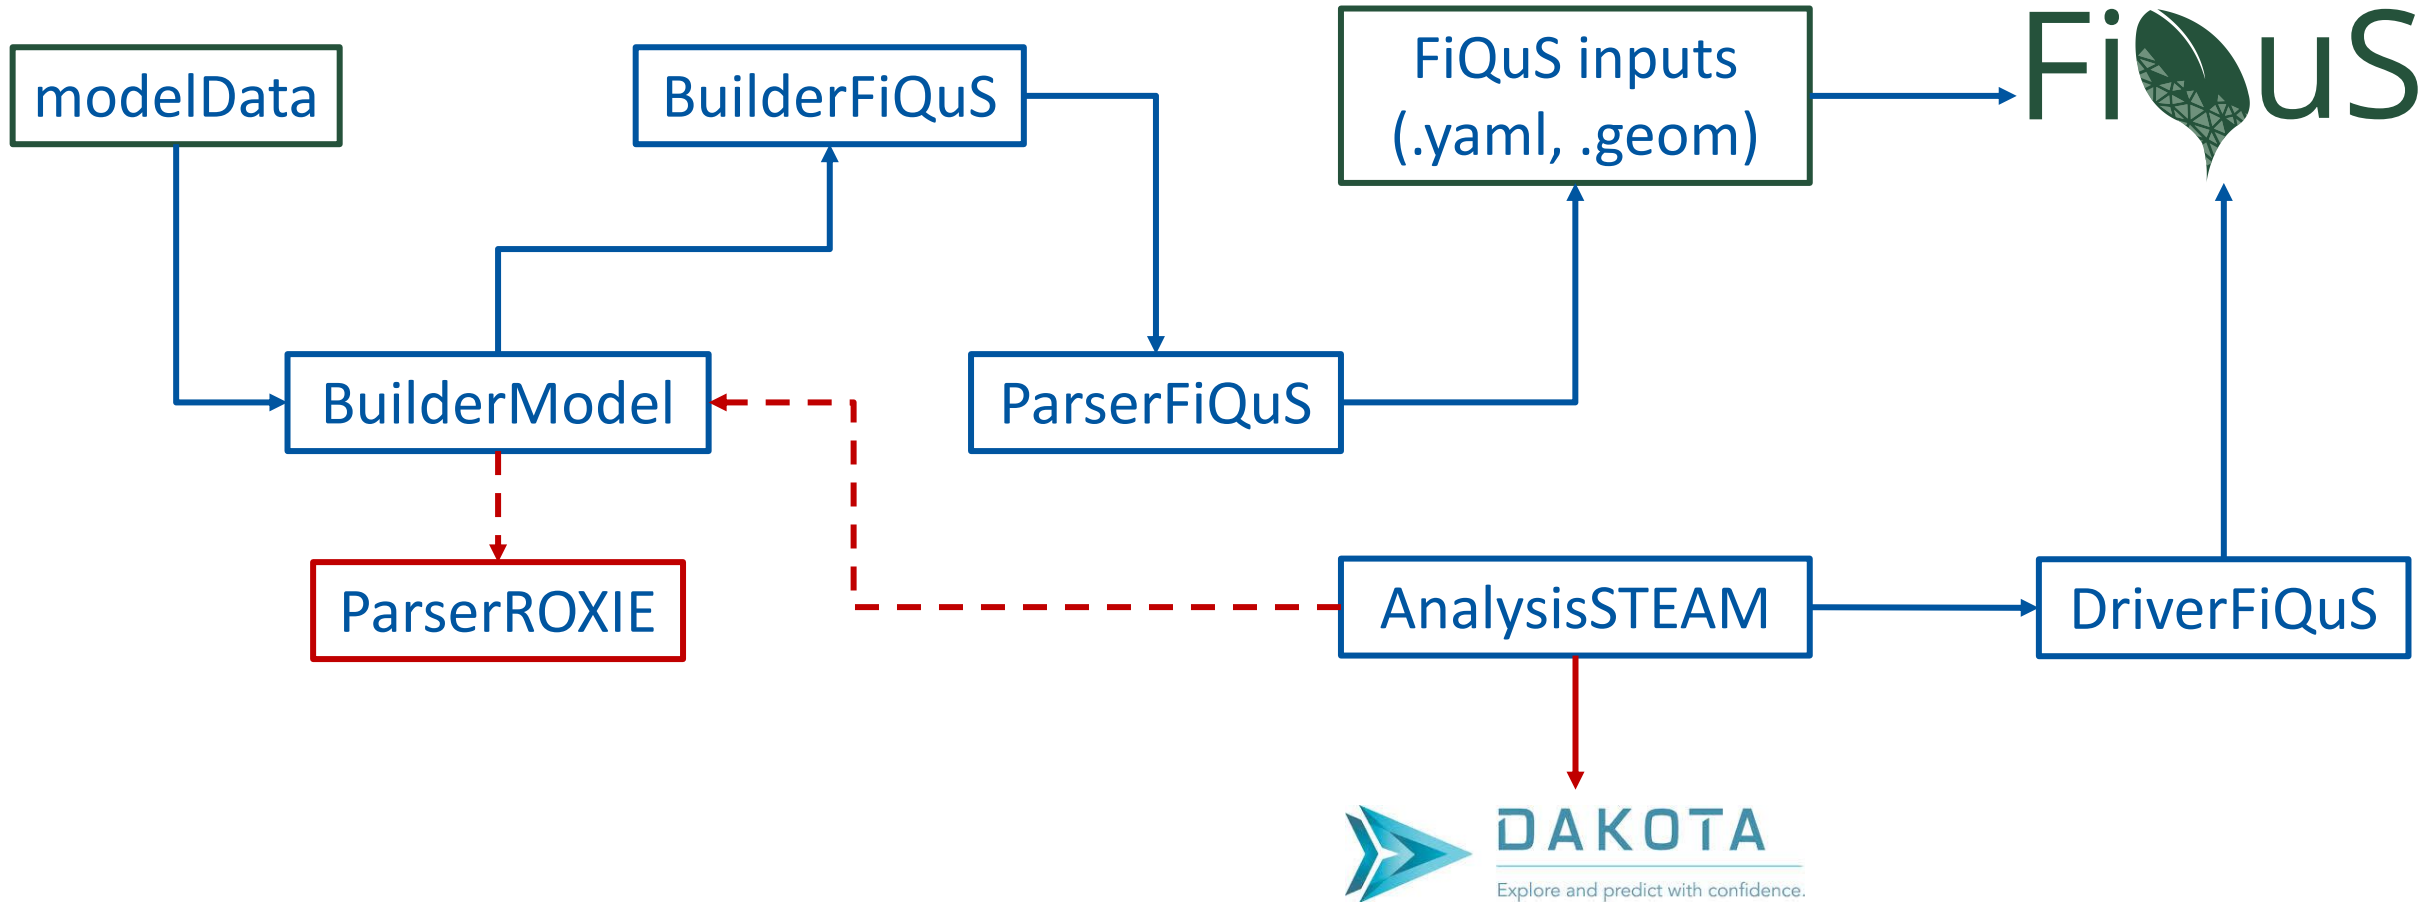 modelData
BuilderFiQuS
FiQuS inputs
(.yaml, .geom)
FiQuS
BuilderModel
ParserFiQuS
ParserROXIE
AnalysisSTEAM
DriverFiQuS
DAKOTA
Explore and predict with confidence.